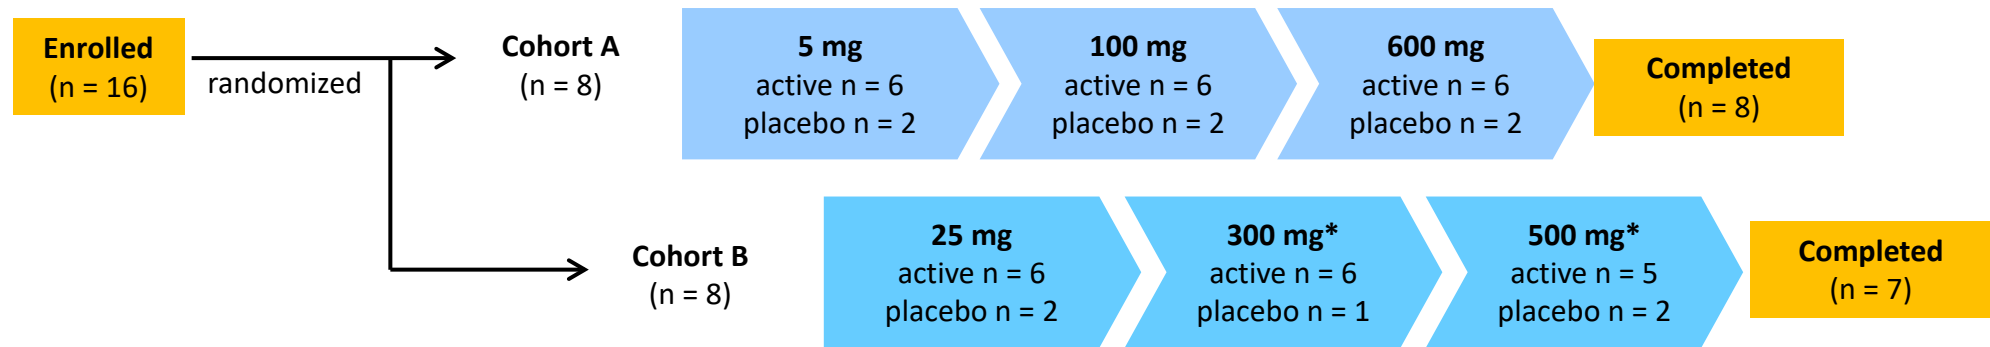 Enrolled
(n = 16)
randomized
Cohort A
(n = 8)
5 mg
active n = 6
placebo n = 2
100 mg
active n = 6
placebo n = 2
600 mg
active n = 6
placebo n = 2
Completed
(n = 8)
Cohort B
(n = 8)
25 mg
active n = 6
placebo n = 2
300 mg*
active n = 6
placebo n = 1
500 mg*
active n = 5
placebo n = 2
Completed
(n = 7)